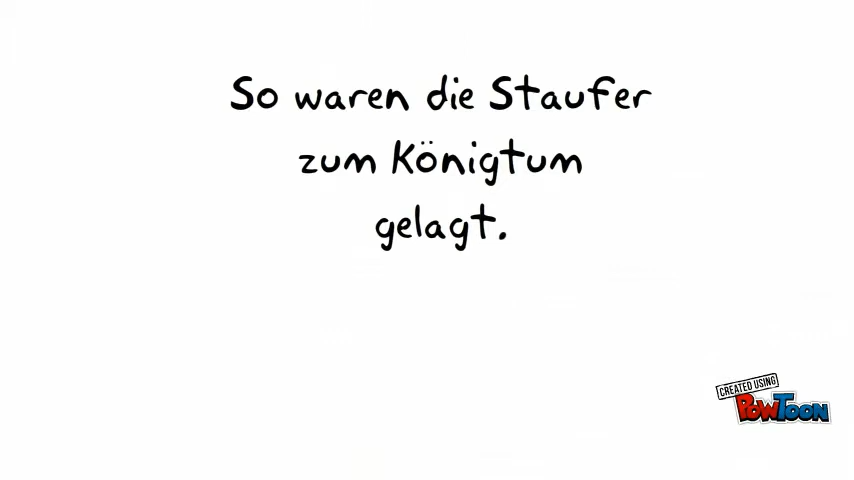 So waren die Staufer
zum Königtum
gelagt.
CREATED USING
POWTOON